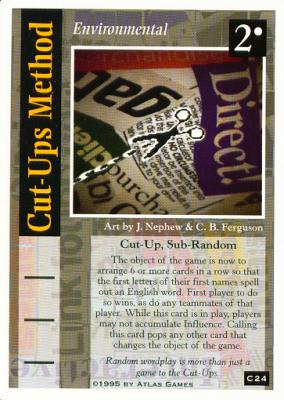 Cut-Ups Method
Environmental
2•
Direct.
Art by J. Nephew & C. B. Ferguson
Cut-Up, Sub-Random
The object of the game is now to
arrange 6 or more cards in a row so that
the first letters of their first names spell
out an English word. First player to do
so wins, as do any teammates of that
player. While this card is in play, players
may not accumulate Influence. Calling
this card pops any other card that
changes the object of the game.
Random wordplay is more than just a
game to the Cut-Ups.
©1995 BY ATLAS GAMES
C24